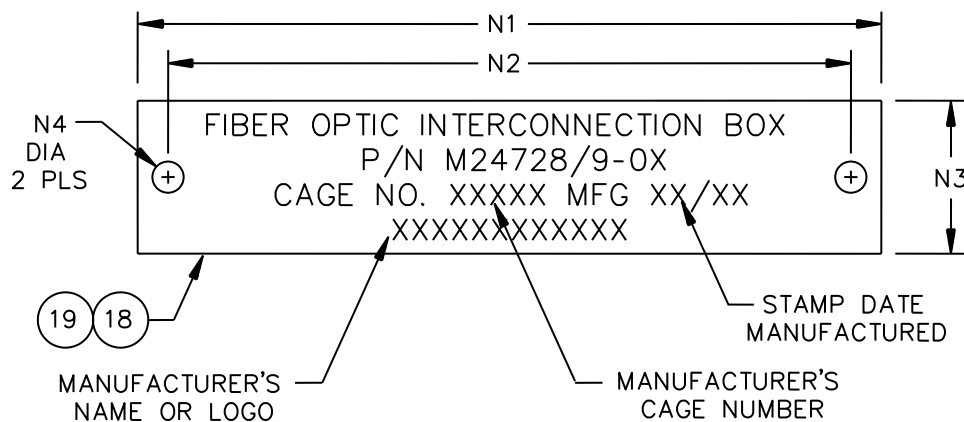 N1
N2
N4
DIA
2 PLS
FIBER OPTIC INTERCONNECTION BOX
P/N M24728/9-0X
CAGE NO. XXXXX MFG XX/XX
XXXXXXXXXXXX
N3
19 18
STAMP DATE
MANUFACTURED
MANUFACTURER'S
NAME OR LOGO
MANUFACTURER'S
CAGE NUMBER